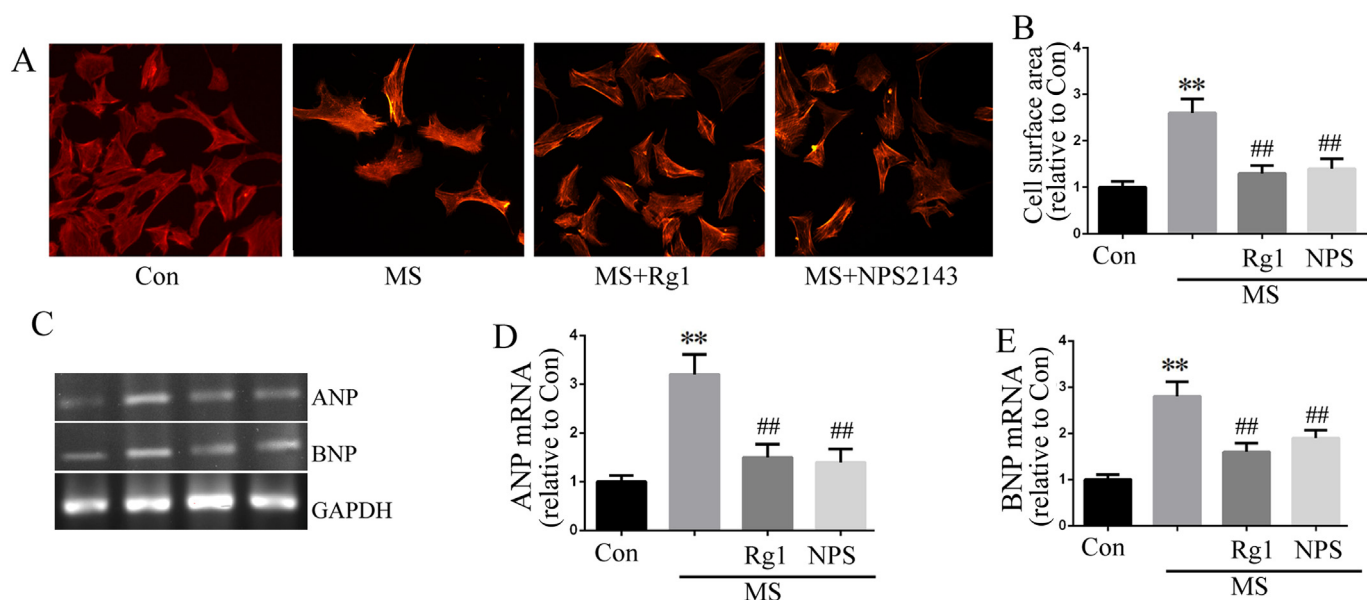 A
Con
MS
MS+Rg1
MS+NPS2143
B
Cell surface area
(relative to Con)
4
3
2
1
0
**
##
##
Con
Rg1
NPS
MS
C
ANP
BNP
GAPDH
D
ANP mRNA
(relative to Con)
4
3
2
1
0
**
##
##
Con
Rg1
NPS
MS
E
BNP mRNA
(relative to Con)
4
3
2
1
0
**
##
##
Con
Rg1
NPS
MS